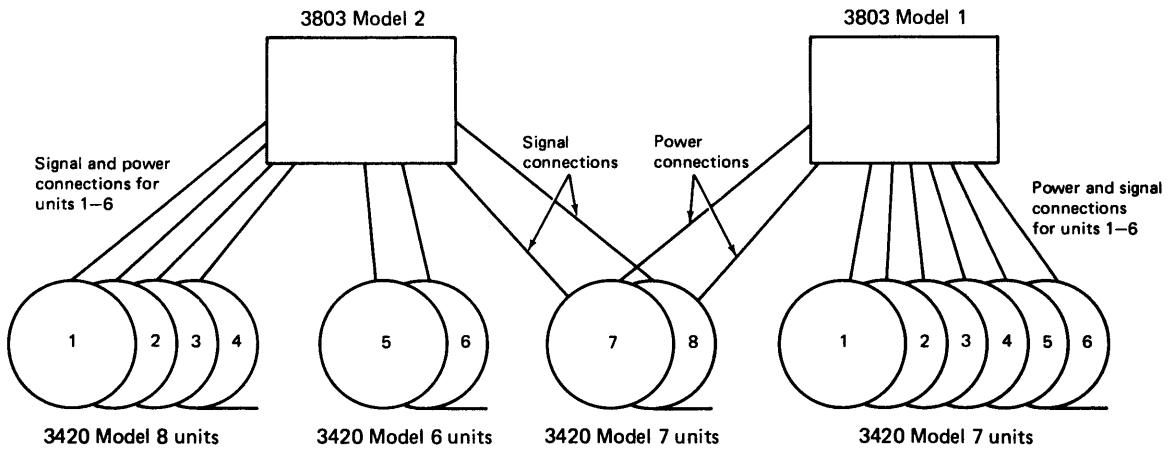 3803 Model 2
3803 Model 1
Signal and power
connections for
units 1–6
Signal
connections
Power
connections
Power and signal
connections
for units 1–6
1
2
3
4
5
6
7
8
1
2
3
4
5
6
3420 Model 8 units
3420 Model 6 units
3420 Model 7 units
3420 Model 7 units